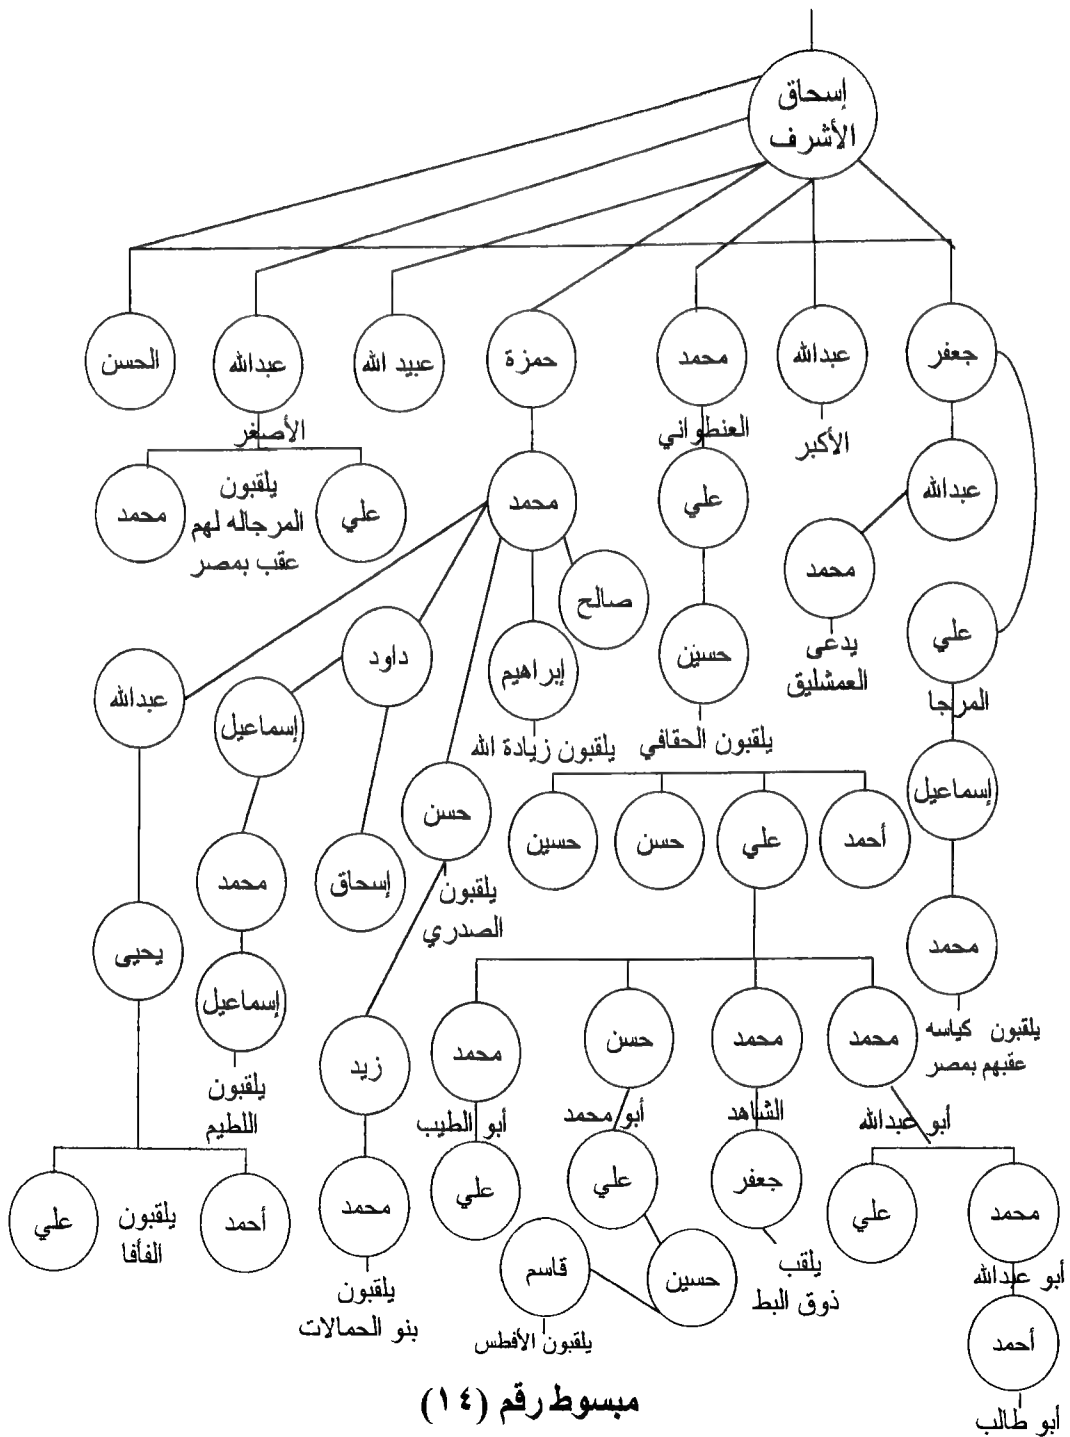 إسحاق
الأشرف
جعفر
عبدالله
محمد
حمزة
عبيد الله
عبدالله
الحسن
الأكبر
العنطواني
الأصغر
عبدالله
علي
محمد
علي
يلقبون
المرجاله لهم
عقب بمصر
محمد
محمد
صالح
علي
حسين
إبراهيم
داود
عبدالله
يدعى
العمشليق
المرجا
إسماعيل
يلقبون الحقافي
يلقبون زيادة الله
إسماعيل
حسن
أحمد
علي
حسن
حسين
محمد
إسحاق
يلقبون
الصدري
محمد
يحيى
إسماعيل
يلقبون كياسه
عقبهم بمصر
محمد
محمد
حسن
محمد
زيد
يلقبون
اللطيم
أبو عبدالله
الشاهد
أبو محمد
أبو الطيب
محمد
علي
جعفر
علي
علي
محمد
أحمد
يلقبون
الفأفا
علي
أبو عبدالله
يلقب
ذوق البط
حسين
قاسم
يلقبون
بنو الحمالات
أحمد
يلقبون الأفطس
أبو طالب
مبسوط رقم (١٤)